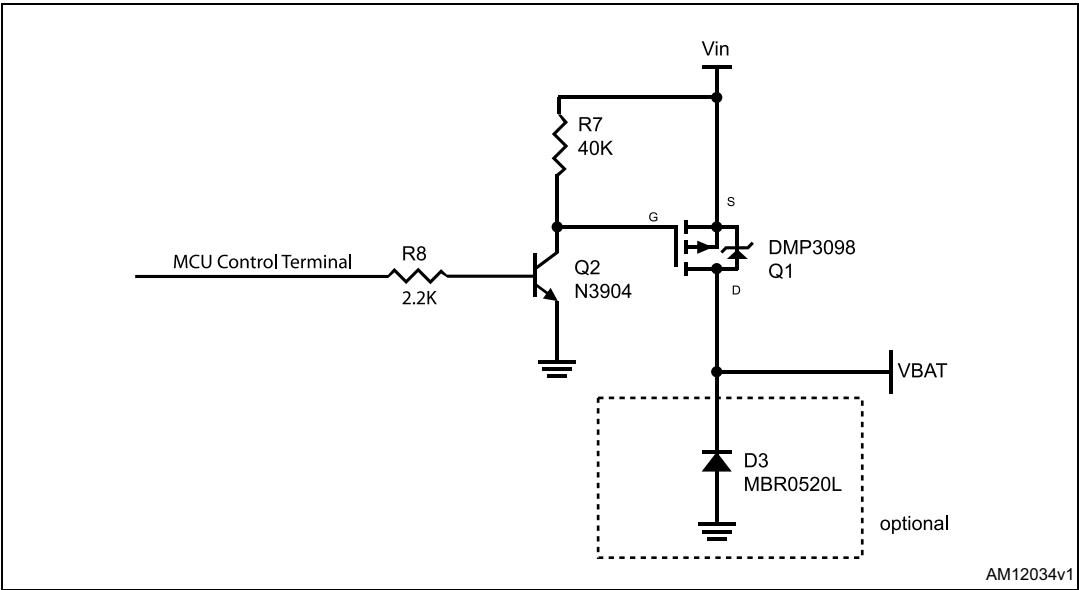 Vin
R7
40K
S
G
DMP3098
Q1
MCU Control Terminal
R8
2.2K
Q2
N3904
D
VBAT
D3
MBR0520L
optional
AM12034v1